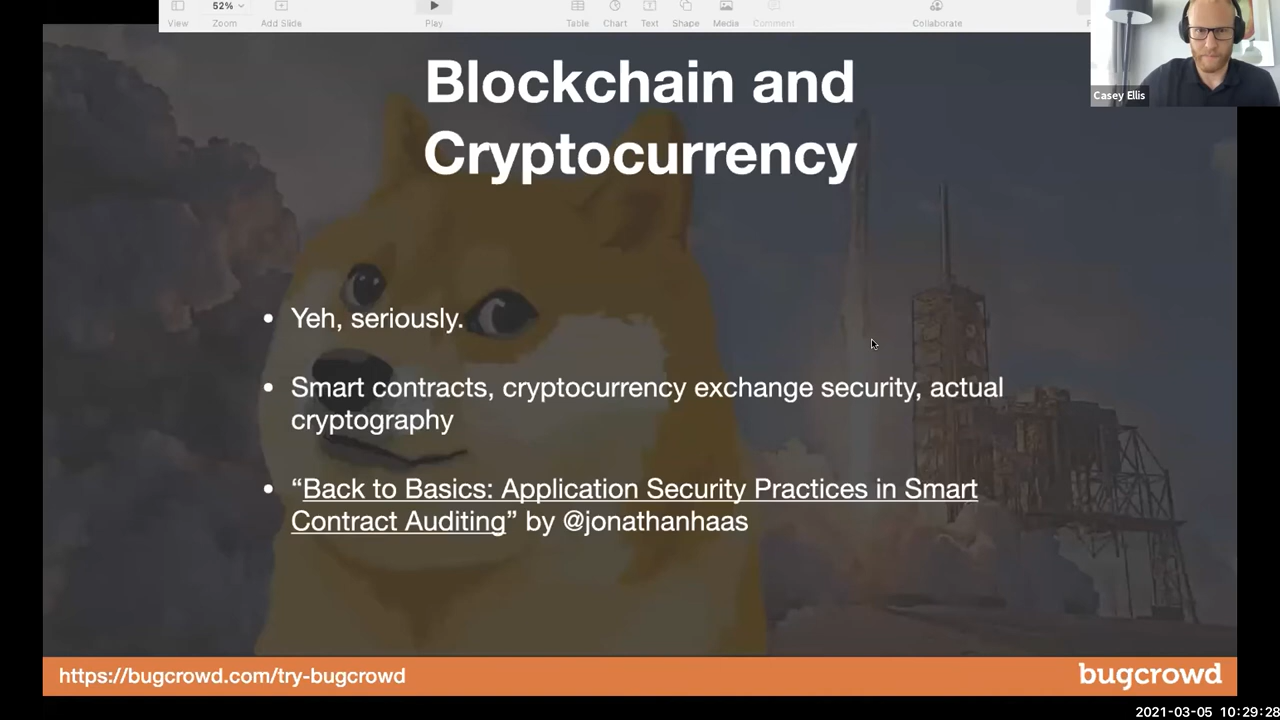 52%
View
Zoom
Add Slide
Play
Table
Chart
Text
Shape
Media
Comment
Collaborate
Casey Ellis
Blockchain and
Cryptocurrency
• Yeh, seriously.
• Smart contracts, cryptocurrency exchange security, actual
cryptography
• “Back to Basics: Application Security Practices in Smart
Contract Auditing” by @jonathanhaas
https://bugcrowd.com/try-bugcrowd
bugcrowd
2021-03-05 10:29:28